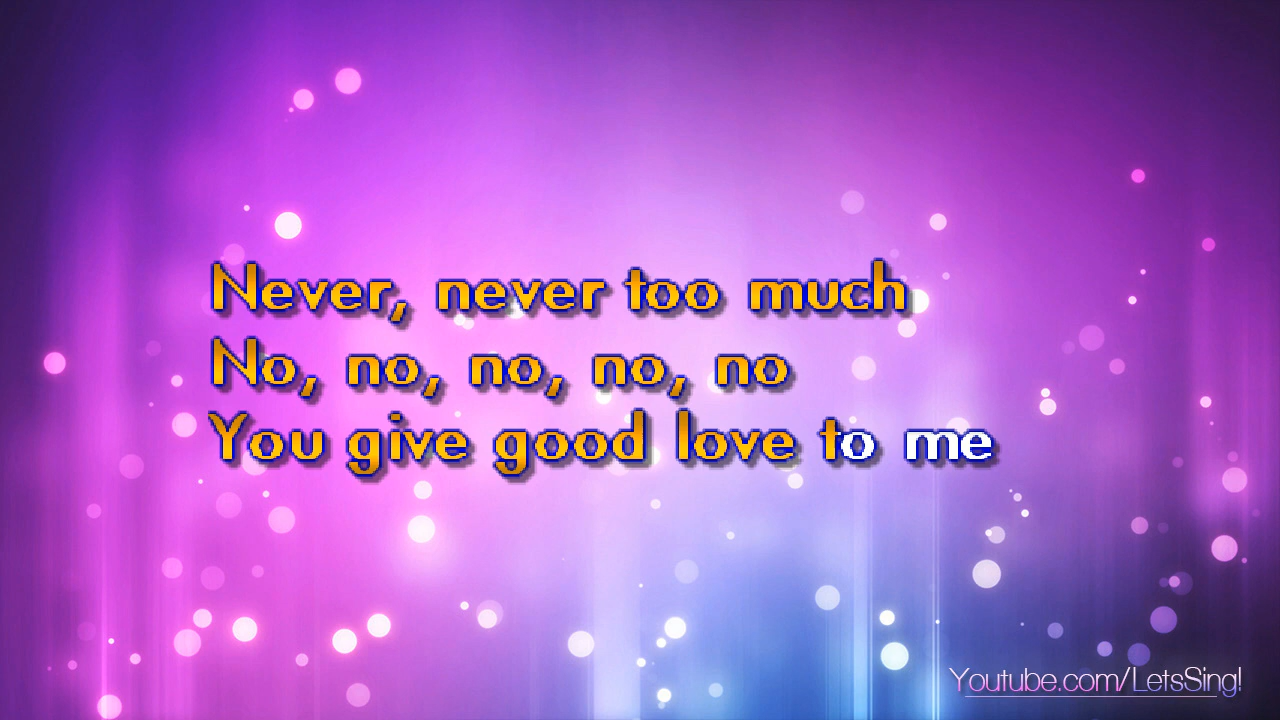 Never, never too much
No, no, no, no, no
You give good love to me
Youtube.com/LetsSing!